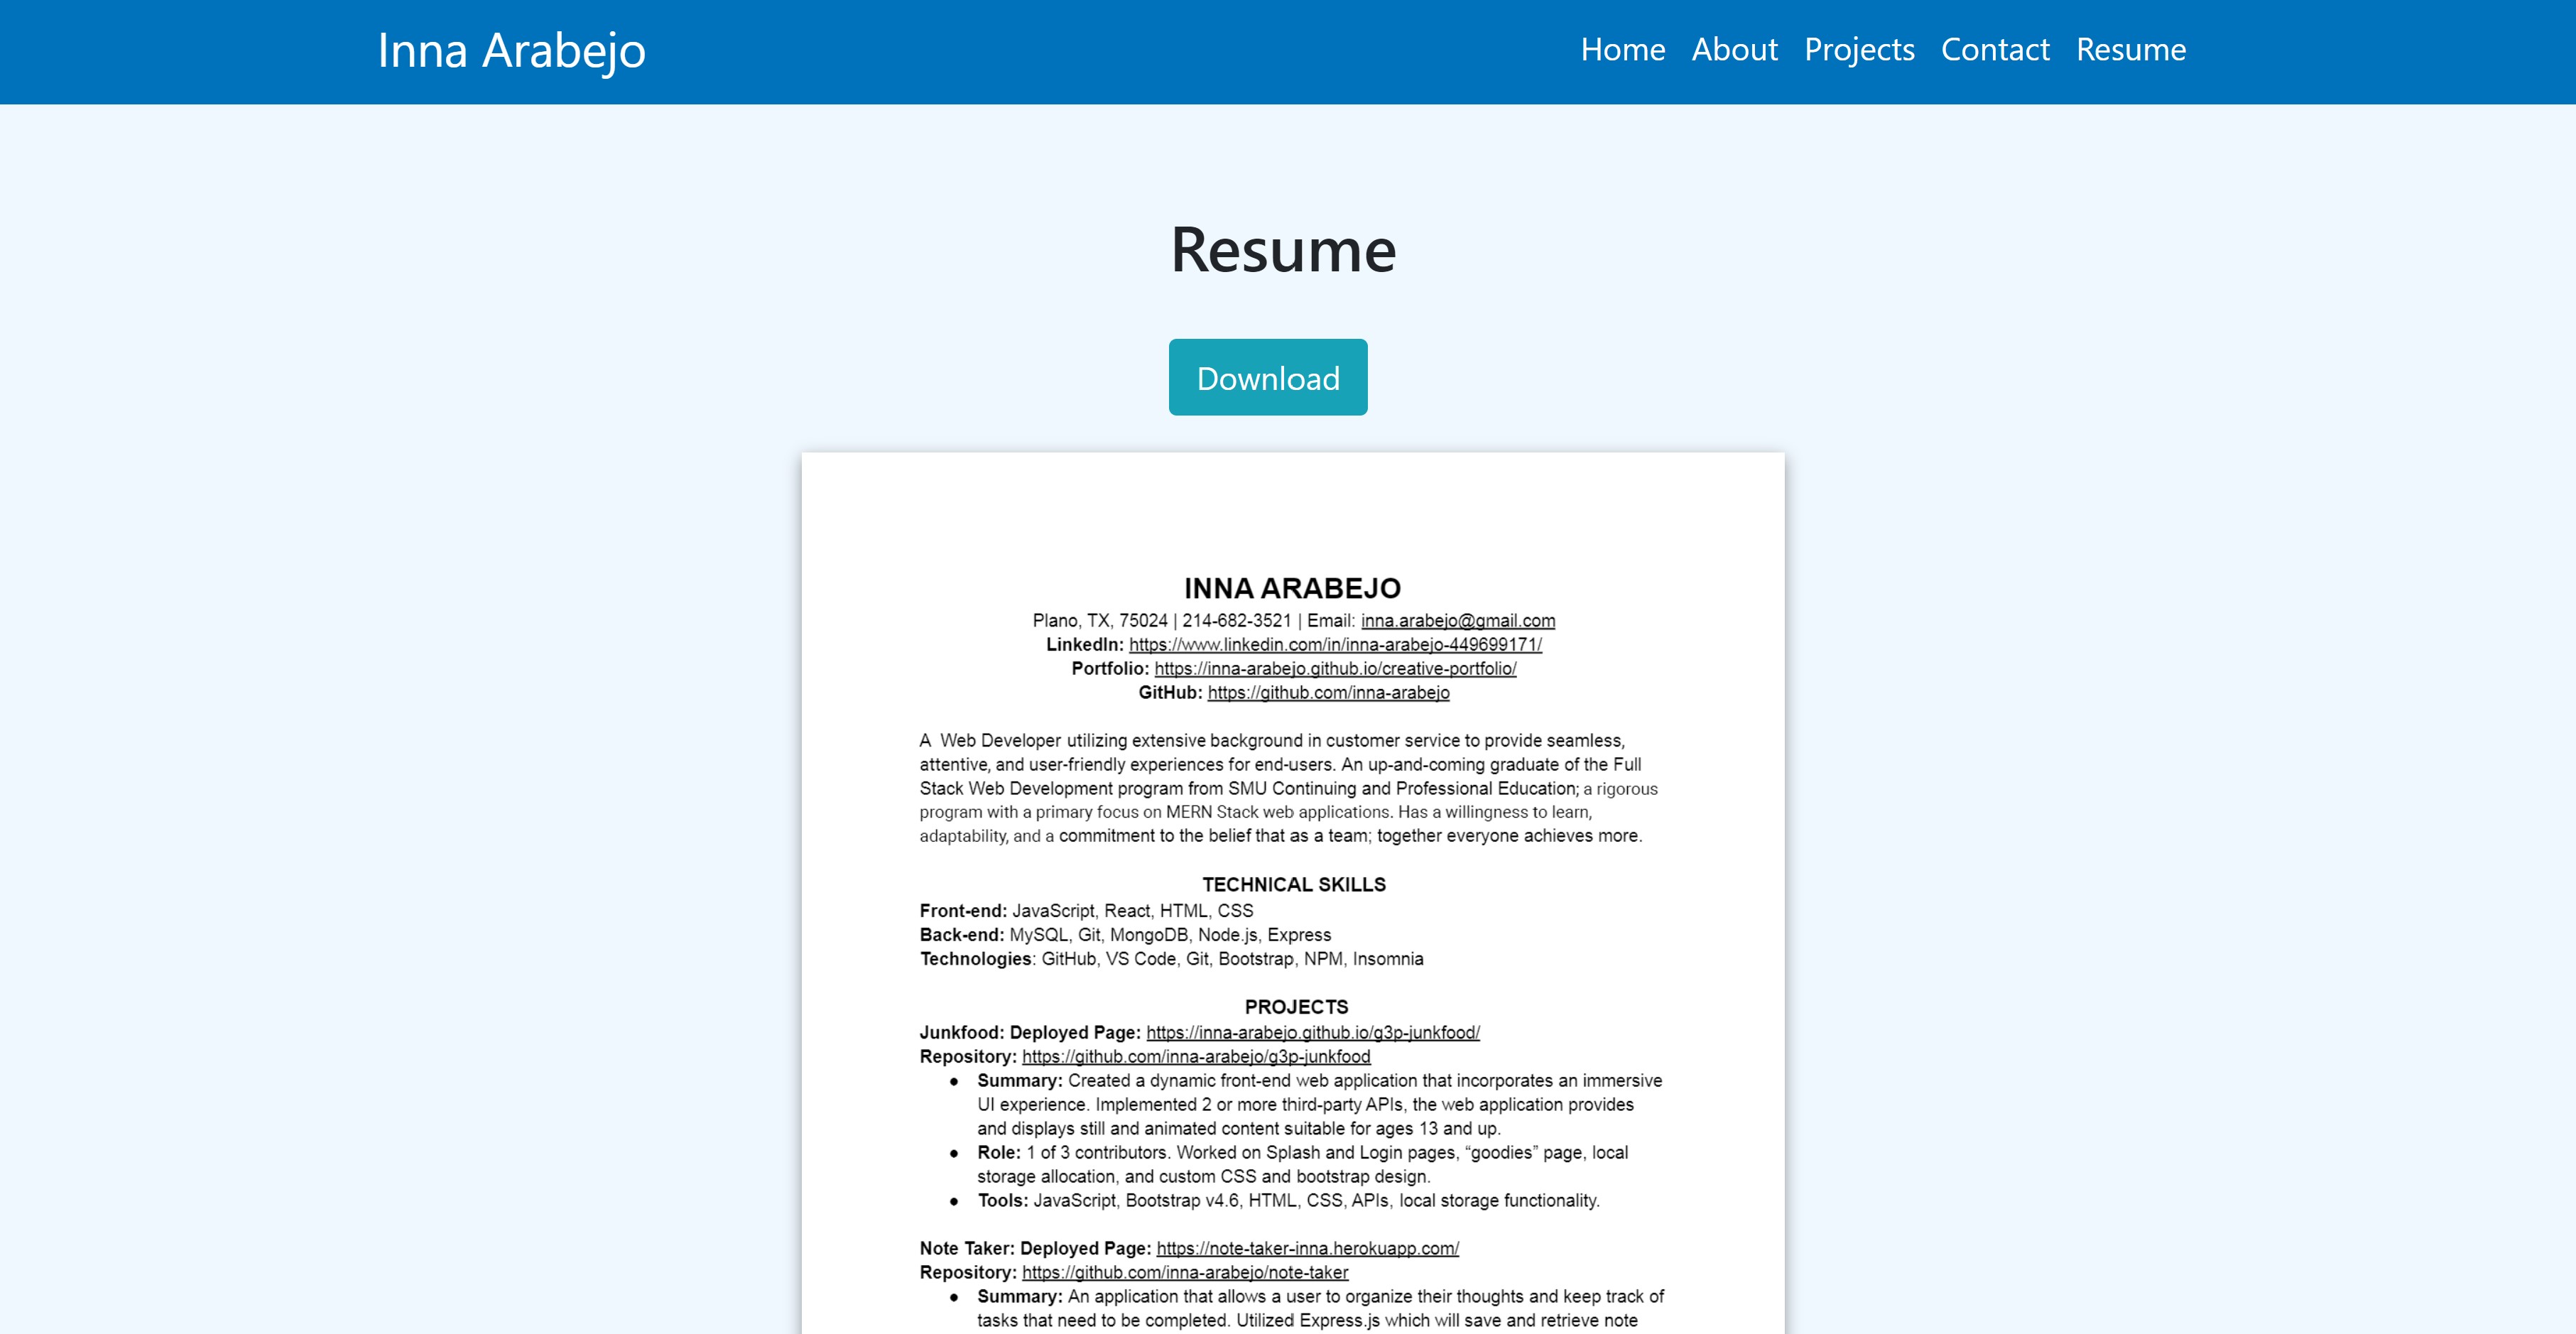 Inna Arabejo
Home About Projects Contact Resume
Resume
Download
INNA ARABEJO
Plano, TX, 75024 | 214-682-3521 | Email: inna.arabejo@gmail.com
LinkedIn: https://www.linkedin.com/in/inna-arabejo-449699171/
Portfolio: https://inna-arabejo.github.io/creative-portfolio/
GitHub: https://github.com/inna-arabejo
A Web Developer utilizing extensive background in customer service to provide seamless,
attentive, and user-friendly experiences for end-users. An up-and-coming graduate of the Full
Stack Web Development program from SMU Continuing and Professional Education; a rigorous
program with a primary focus on MERN Stack web applications. Has a willingness to learn,
adaptability, and a commitment to the belief that as a team; together everyone achieves more.
TECHNICAL SKILLS
Front-end: JavaScript, React, HTML, CSS
Back-end: MySQL, Git, MongoDB, Node.js, Express
Technologies: GitHub, VS Code, Git, Bootstrap, NPM, Insomnia
PROJECTS
Junkfood: Deployed Page: https://inna-arabejo.github.io/g3p-junkfood/
Repository: https://github.com/inna-arabejo/g3p-junkfood
● Summary: Created a dynamic front-end web application that incorporates an immersive
UI experience. Implemented 2 or more third-party APIs, the web application provides
and displays still and animated content suitable for ages 13 and up.
● Role: 1 of 3 contributors. Worked on Splash and Login pages, “goodies” page, local
storage allocation, and custom CSS and bootstrap design.
● Tools: JavaScript, Bootstrap v4.6, HTML, CSS, APIs, local storage functionality.
Note Taker: Deployed Page: https://note-taker-inna.herokuapp.com/
Repository: https://github.com/inna-arabejo/note-taker
● Summary: An application that allows a user to organize their thoughts and keep track of
tasks that need to be completed. Utilized Express.js which will save and retrieve note